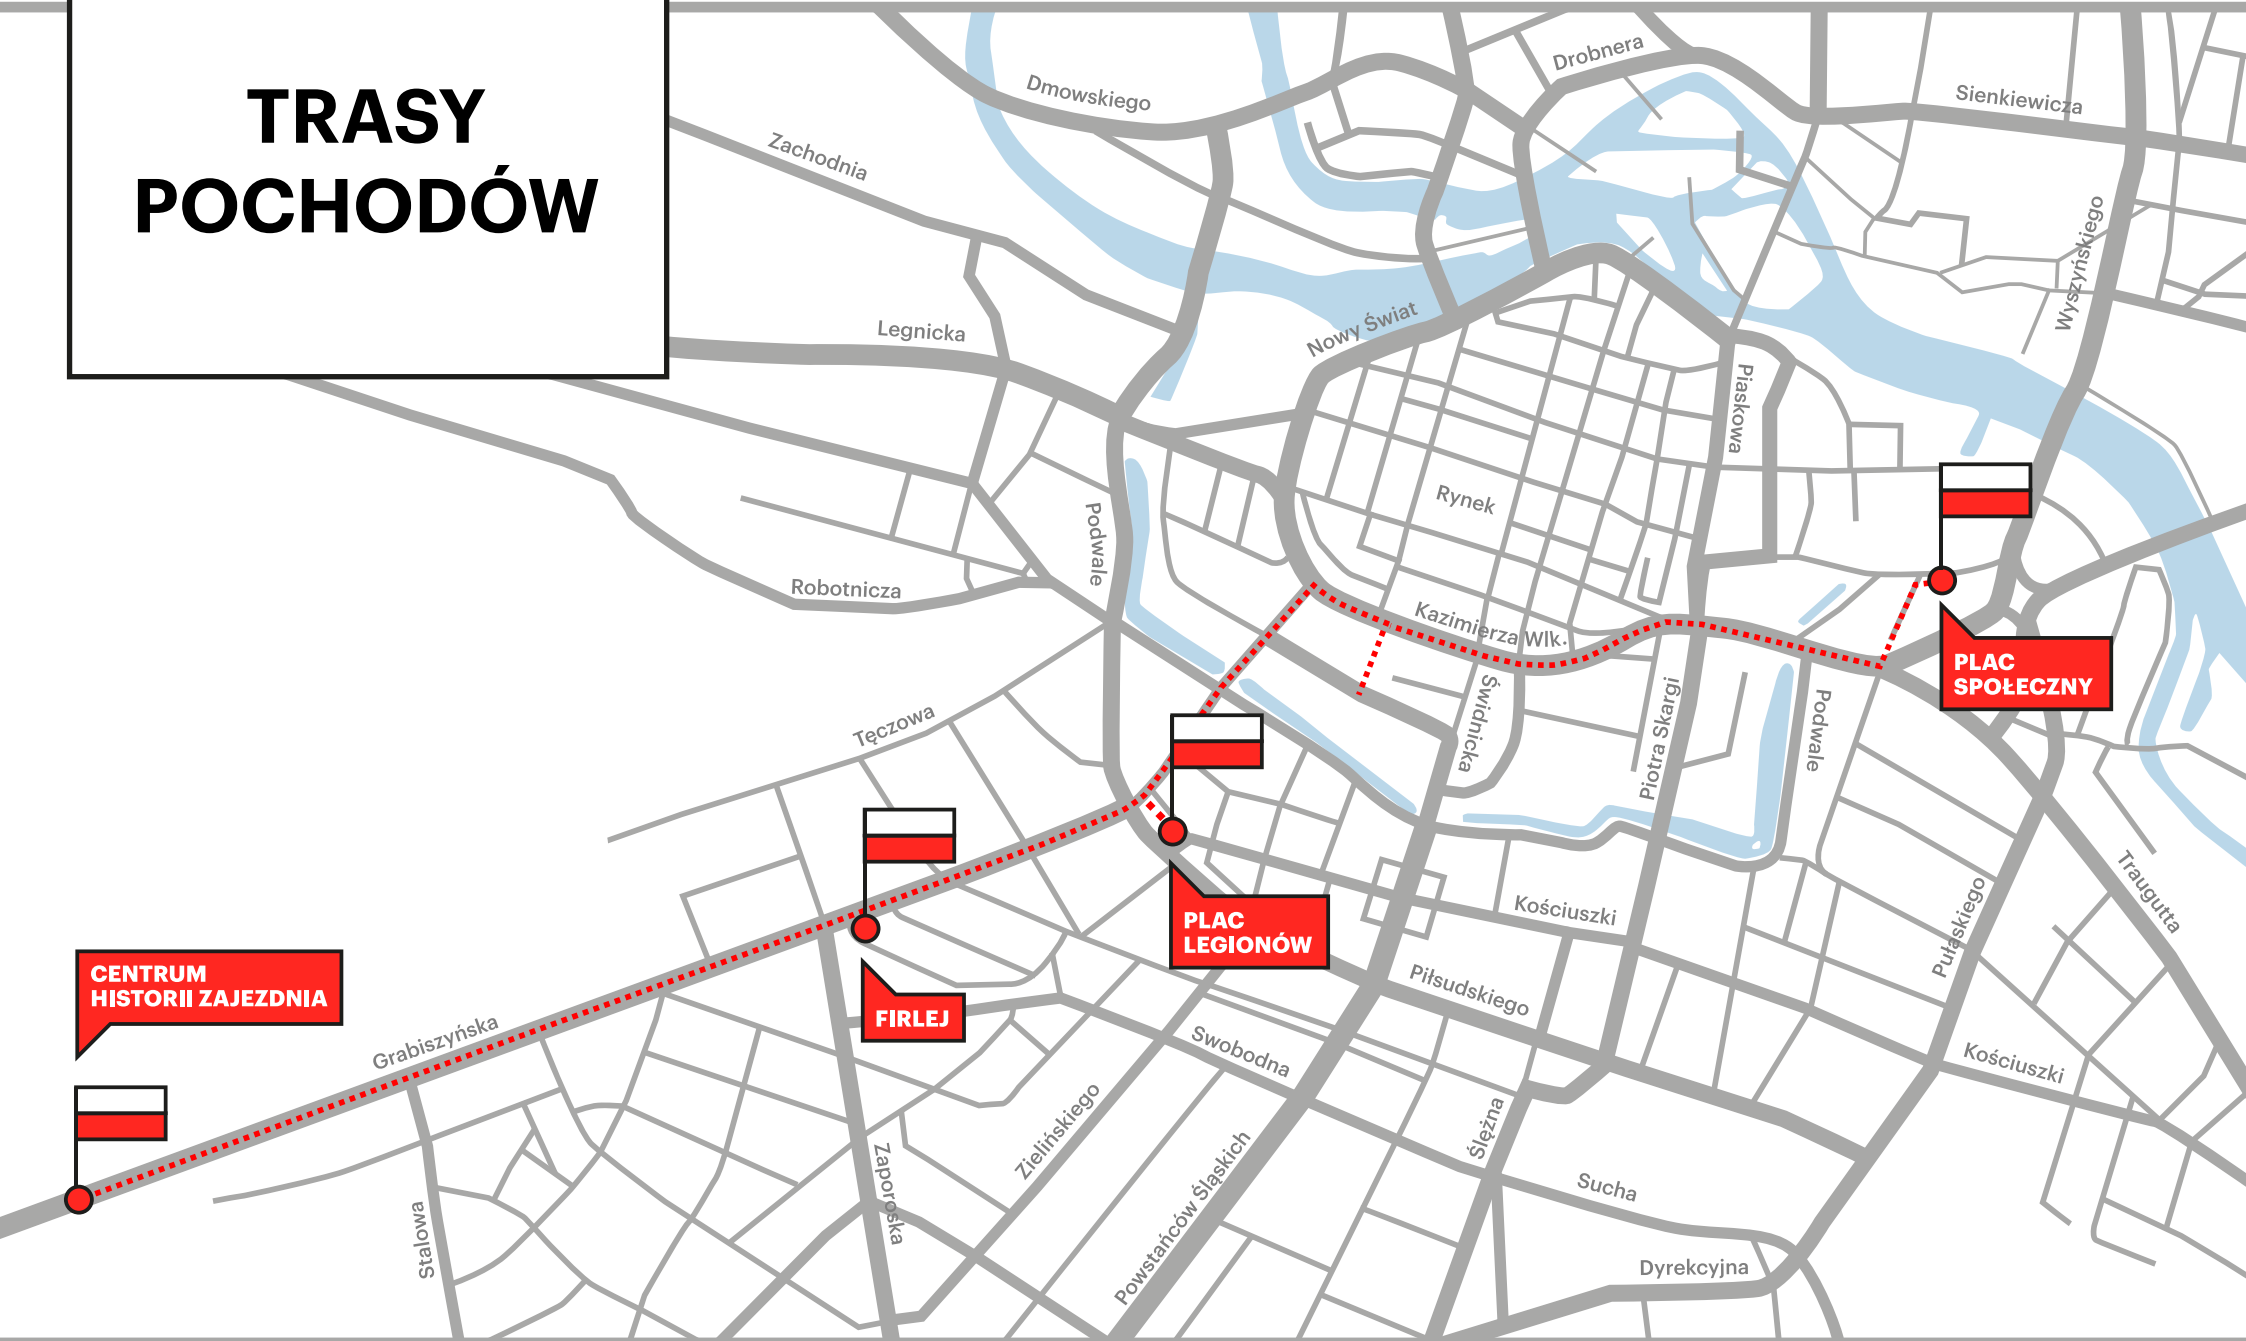 TRASY
POCHODÓW
Drobnera
Dmowskiego
Sienkiewicza
Zachodnia
Wyszyńskiego
Nowy Świat
Legnicka
Piaskowa
Rynek
Podwale
Robotnicza
Kazimierza Wlk.
PLAC
SPOŁECZNY
Świdnicka
Piotra Skargi
Podwale
Tęczowa
Traugutta
PLAC
LEGIONÓW
Kościuszki
Pułaskiego
CENTRUM
HISTORII ZAJEZDNIA
Piłsudskiego
FIRLEJ
Grabiszyńska
Swobodna
Kościuszki
Zielińskiego
Ślężna
Zaporoska
Powstańców Śląskich
Sucha
Stalowa
Dyrekcyjna